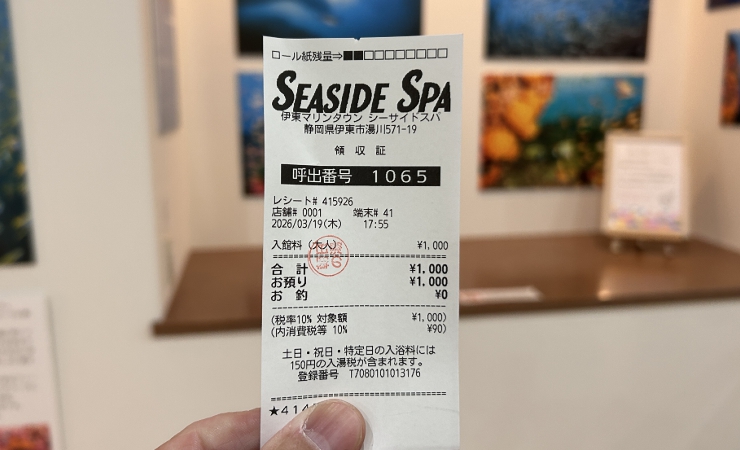 ロール紙残量⇒■■□□□□□□□□
SEASIDE SPA
伊東マリンタウン シーサイドスパ
静岡県伊東市湯川571-19
領 収 証
呼出番号 1065
レシート# 415926
店舗# 0001 端末# 41
2026/03/19(木) 17:55
入館料（大人） ¥1,000
合 計 ¥1,000
お預り ¥1,000
お 釣 ¥0
(税率10% 対象額 ¥1,000)
(内消費税等 10% ¥90)
土日・祝日・特定日の入浴料には
150円の入湯税が含まれます。
登録番号 T7080101013176
★414